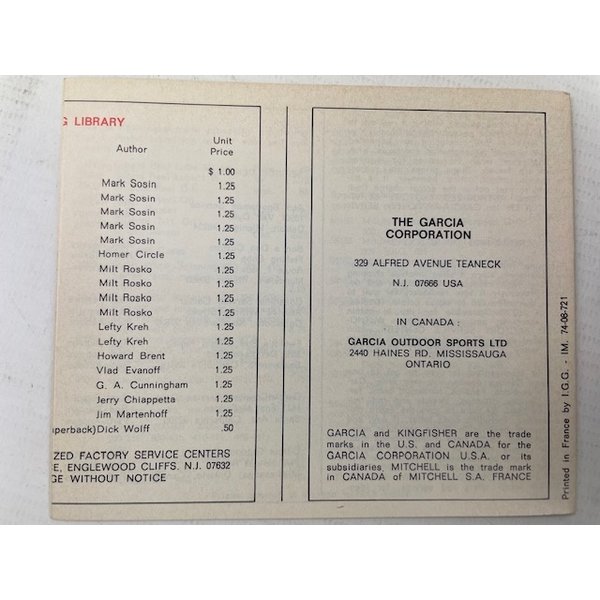 G LIBRARY
Author Unit Price
$ 1.00
Mark Sosin 1.25
Mark Sosin 1.25
Mark Sosin 1.25
Mark Sosin 1.25
Mark Sosin 1.25
Homer Circle 1.25
Milt Rosko 1.25
Milt Rosko 1.25
Milt Rosko 1.25
Milt Rosko 1.25
Lefty Kreh 1.25
Lefty Kreh 1.25
Howard Brent 1.25
Vlad Evanoff 1.25
G. A. Cunningham 1.25
Jerry Chiappetta 1.25
Jim Martenhoff 1.25
aperback) Dick Wolff .50
ZED FACTORY SERVICE CENTERS
E, ENGLEWOOD CLIFFS. N.J. 07632
GE WITHOUT NOTICE
THE GARCIA
CORPORATION
329 ALFRED AVENUE TEANECK
N.J. 07666 USA
IN CANADA :
GARCIA OUTDOOR SPORTS LTD
2440 HAINES RD. MISSISSAUGA
ONTARIO
GARCIA and KINGFISHER are the trade
marks in the U.S. and CANADA for the
GARCIA CORPORATION U.S.A. or its
subsidiaries. MITCHELL is the trade mark
in CANADA of MITCHELL S.A. FRANCE
Printed in France by I.G.G. - IM. 74-08-721